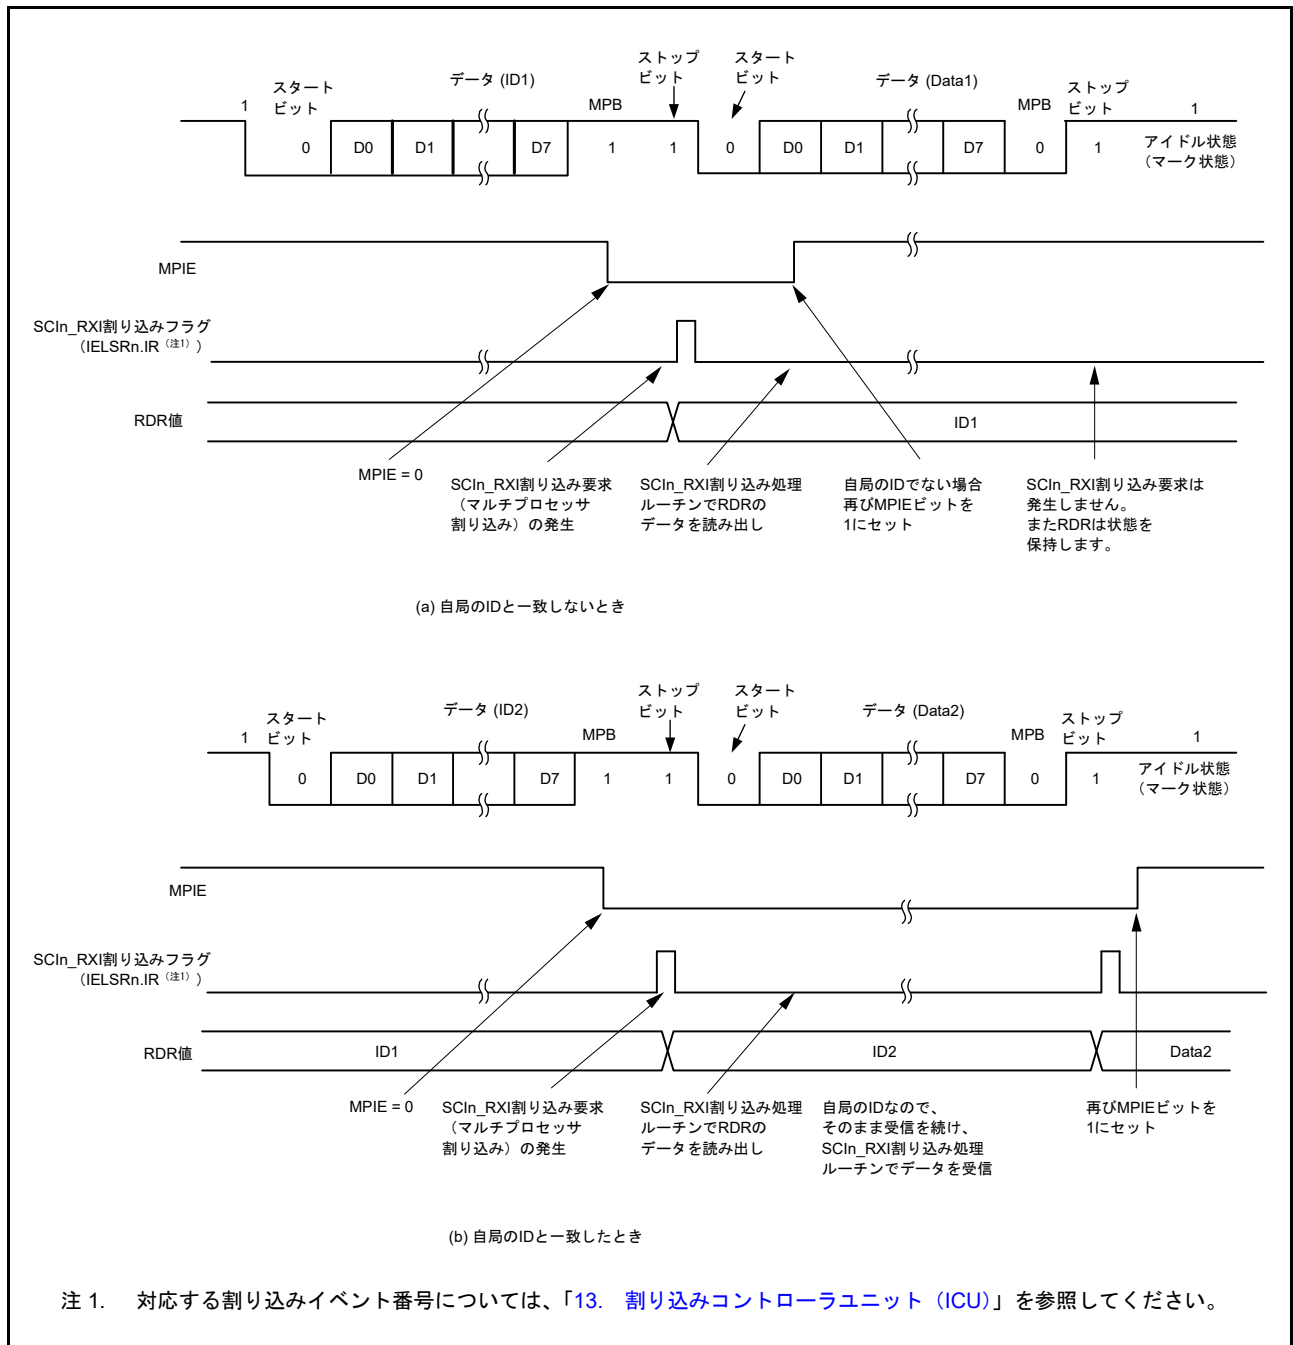 ストップ
ビット
スタート
ビット
スタート
ビット
データ (ID1)
データ (Data1)
ストップ
ビット
1
MPB
MPB
1
0
D0
D1
D7
1
1
0
D0
D1
D7
0
1
アイドル状態
（マーク状態）
MPIE
SCIn_RXI割り込みフラグ
（IELSRn.IR（注1））
RDR値
ID1
MPIE = 0
SCIn_RXI割り込み要求
（マルチプロセッサ
割り込み）の発生
SCIn_RXI割り込み処理
ルーチンでRDRの
データを読み出し
自局のIDでない場合
再びMPIEビットを
1にセット
SCIn_RXI割り込み要求は
発生しません。
またRDRは状態を
保持します。
(a) 自局のIDと一致しないとき
ストップ
ビット
スタート
ビット
スタート
ビット
データ (ID2)
データ (Data2)
ストップ
ビット
1
MPB
MPB
1
0
D0
D1
D7
1
1
0
D0
D1
D7
0
1
アイドル状態
（マーク状態）
MPIE
SCIn_RXI割り込みフラグ
（IELSRn.IR（注1））
RDR値
ID1
ID2
Data2
MPIE = 0
SCIn_RXI割り込み要求
（マルチプロセッサ
割り込み）の発生
SCIn_RXI割り込み処理
ルーチンでRDRの
データを読み出し
自局のIDなので、
そのまま受信を続け、
SCIn_RXI割り込み処理
ルーチンでデータを受信
再びMPIEビットを
1にセット
(b) 自局のIDと一致したとき
注 1. 対応する割り込みイベント番号については、「13. 割り込みコントローラユニット（ICU）」を参照してください。